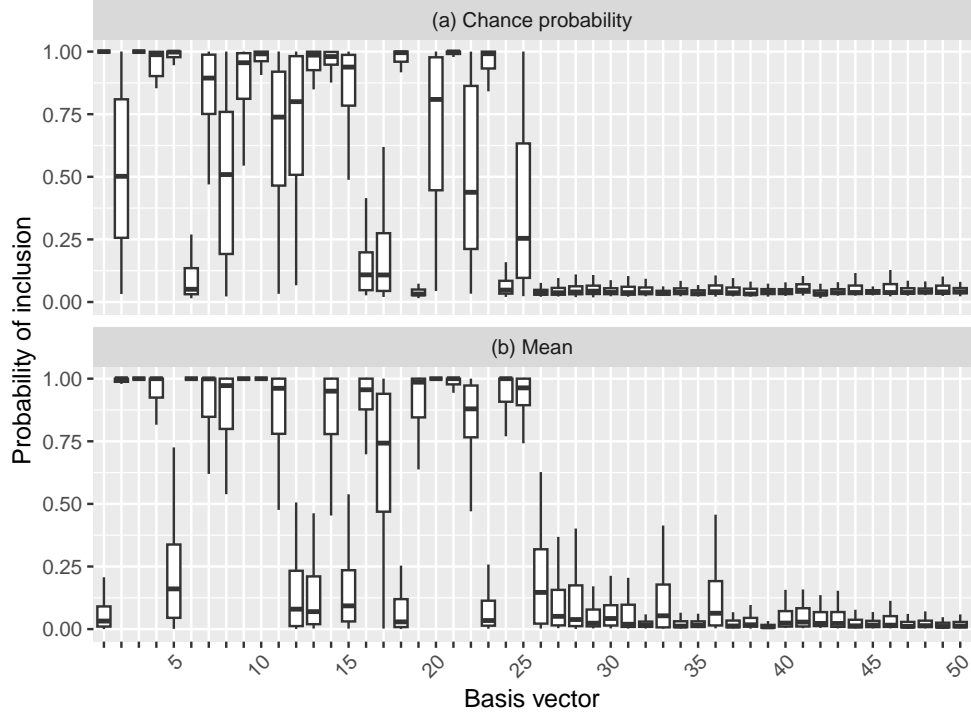 (a) Chance probability
1.00
0.75
0.50
0.25
0.00
(b) Mean
1.00
0.75
0.50
0.25
0.00
Probability of inclusion
5 10 15 20 25 30 35 40 45 50
Basis vector